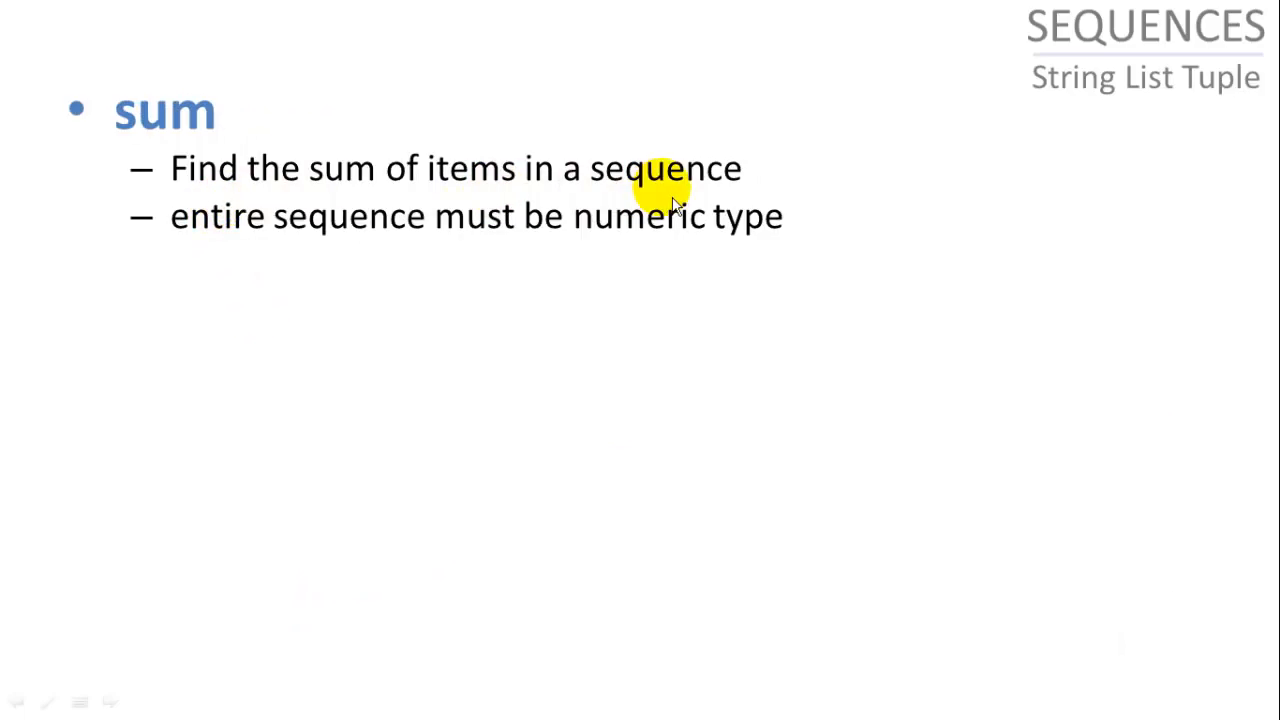 SEQUENCES
String List Tuple
• sum
– Find the sum of items in a sequence
– entire sequence must be numeric type